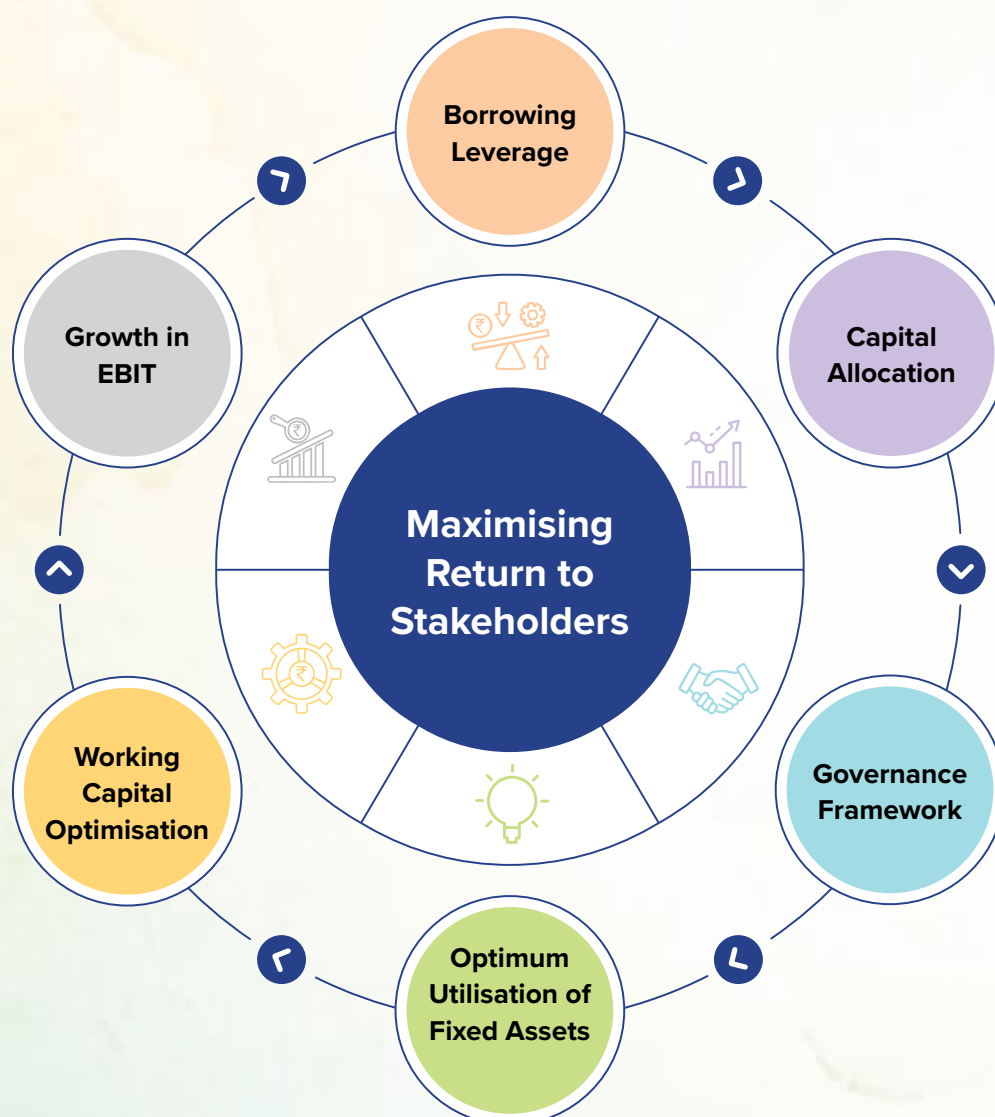 Borrowing
Leverage
Capital
Allocation
Governance
Framework
Optimum
Utilisation of
Fixed Assets
Working
Capital
Optimisation
Growth in
EBIT
₹
₹
₹
Maximising
Return to
Stakeholders